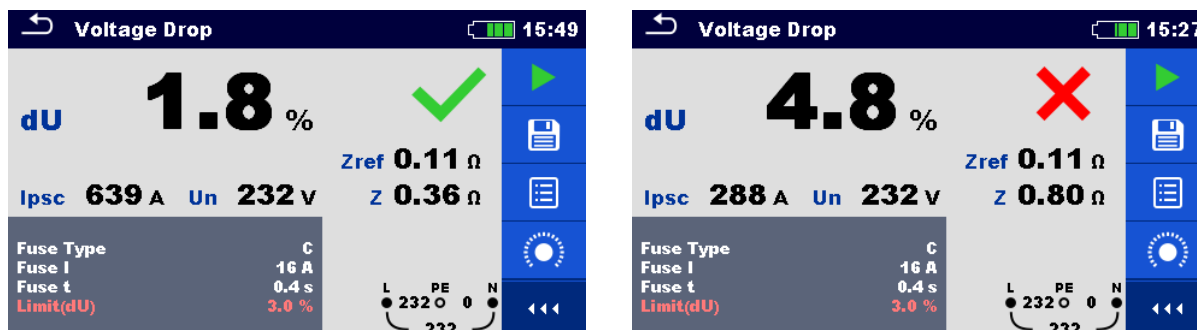 Voltage Drop 15:49
dU 1.8 %
Zref 0.11 Ω
Ipsc 639 A Un 232 V Z 0.36 Ω
Fuse Type C
Fuse I 16 A
Fuse t 0.4 s
Limit(dU) 3.0 %
L PE N
232 0
232
Voltage Drop 15:27
dU 4.8 %
Zref 0.11 Ω
Ipsc 288 A Un 232 V Z 0.80 Ω
Fuse Type C
Fuse I 16 A
Fuse t 0.4 s
Limit(dU) 3.0 %
L PE N
232 0
232